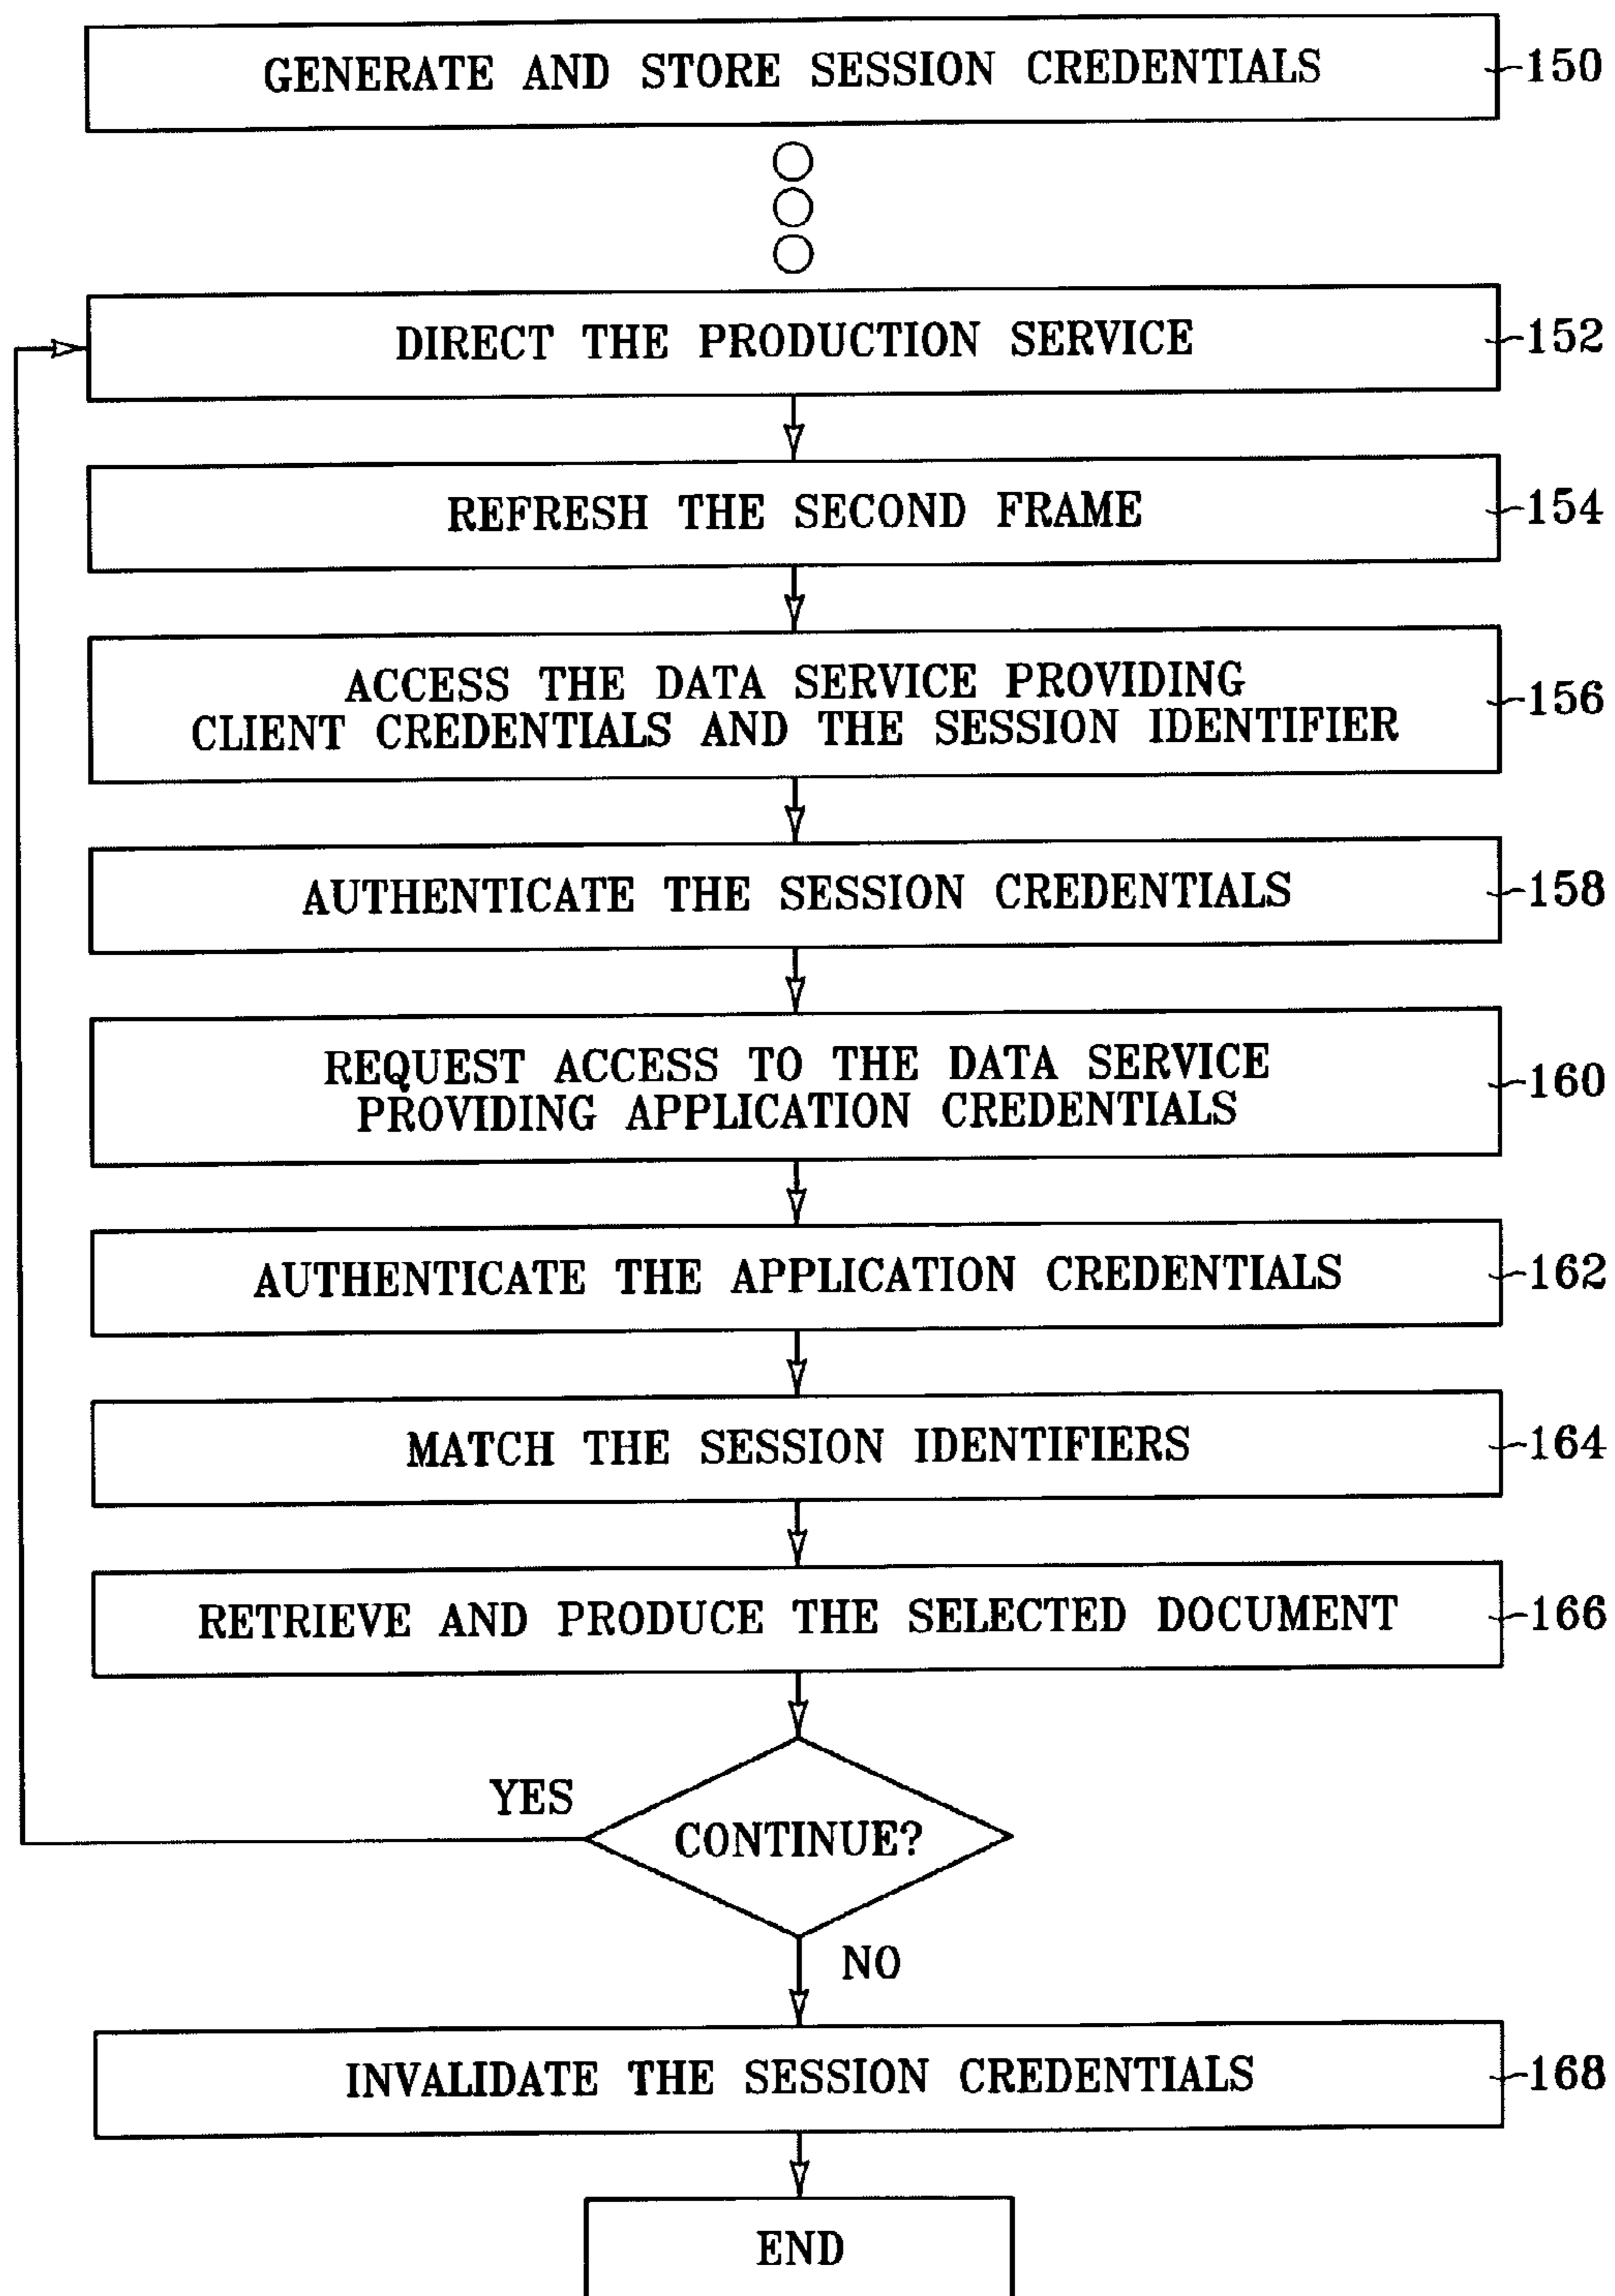 GENERATE AND STORE SESSION CREDENTIALS 150
DIRECT THE PRODUCTION SERVICE 152
REFRESH THE SECOND FRAME 154
ACCESS THE DATA SERVICE PROVIDING
CLIENT CREDENTIALS AND THE SESSION IDENTIFIER 156
AUTHENTICATE THE SESSION CREDENTIALS 158
REQUEST ACCESS TO THE DATA SERVICE
PROVIDING APPLICATION CREDENTIALS 160
AUTHENTICATE THE APPLICATION CREDENTIALS 162
MATCH THE SESSION IDENTIFIERS 164
RETRIEVE AND PRODUCE THE SELECTED DOCUMENT 166
YES
CONTINUE?
NO
INVALIDATE THE SESSION CREDENTIALS 168
END